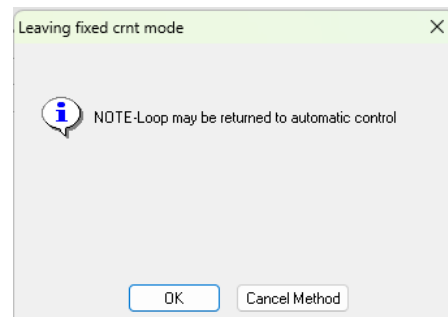 Leaving fixed crnt mode
NOTE-Loop may be returned to automatic control
OK
Cancel Method